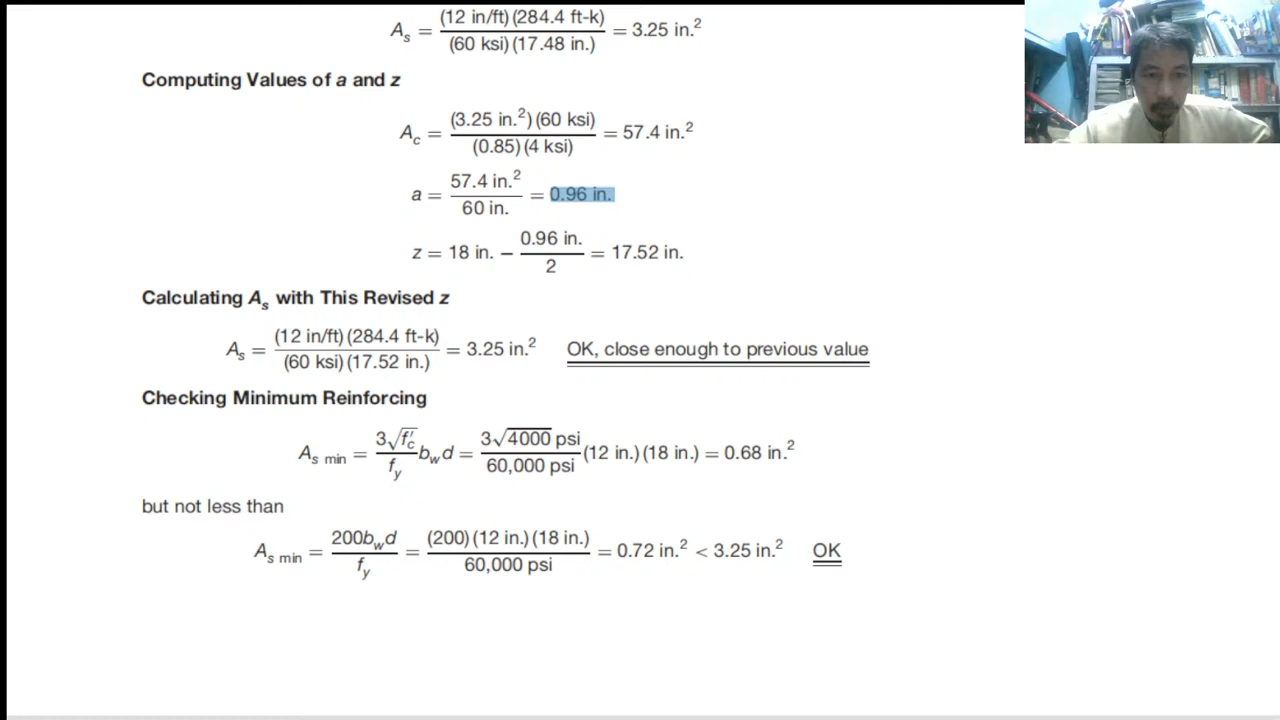 A_s = (12 in/ft)(284.4 ft-k) / (60 ksi)(17.48 in.) = 3.25 in.²
Computing Values of a and z
A_c = (3.25 in.²)(60 ksi) / (0.85)(4 ksi) = 57.4 in.²
a = 57.4 in.² / 60 in. = 0.96 in.
z = 18 in. − 0.96 in. / 2 = 17.52 in.
Calculating A_s with This Revised z
A_s = (12 in/ft)(284.4 ft-k) / (60 ksi)(17.52 in.) = 3.25 in.² OK, close enough to previous value
Checking Minimum Reinforcing
A_s min = 3√f′_c / f_y b_w d = 3√4000 psi / 60,000 psi (12 in.)(18 in.) = 0.68 in.²
but not less than
A_s min = 200b_w d / f_y = (200)(12 in.)(18 in.) / 60,000 psi = 0.72 in.² < 3.25 in.² OK